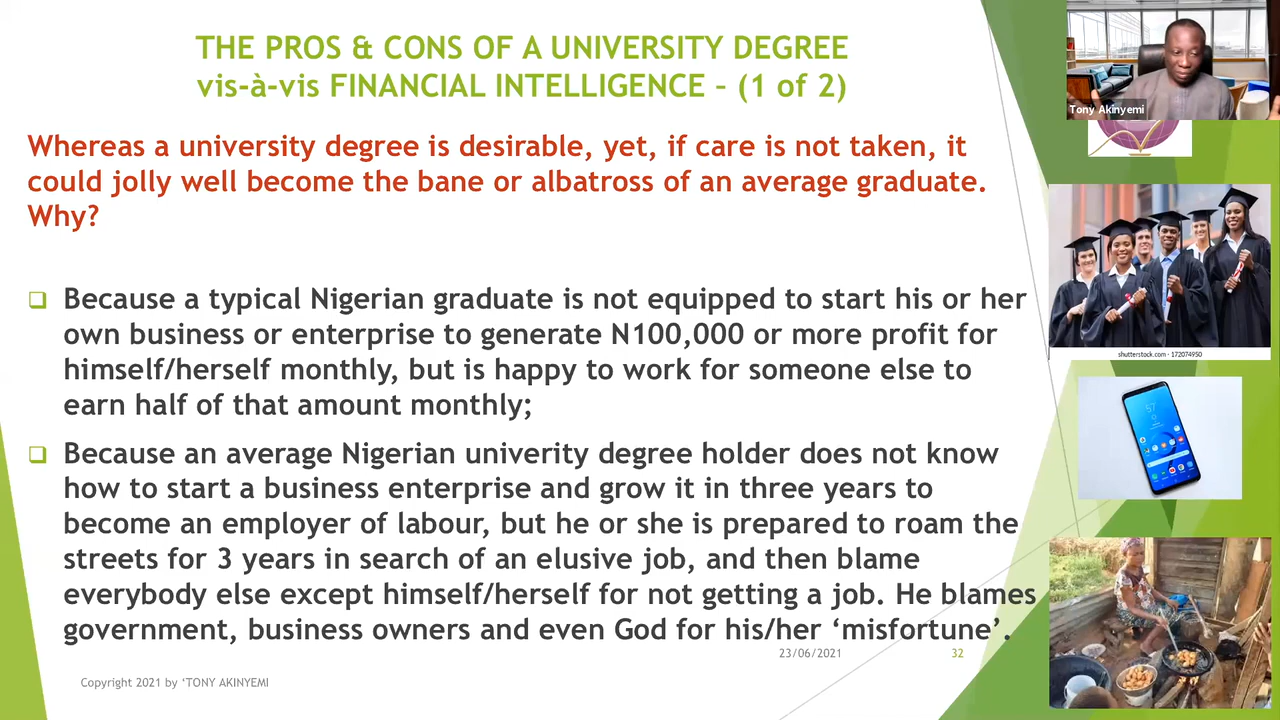 THE PROS & CONS OF A UNIVERSITY DEGREE
vis-à-vis FINANCIAL INTELLIGENCE – (1 of 2)
Whereas a university degree is desirable, yet, if care is not taken, it
could jolly well become the bane or albatross of an average graduate.
Why?
Because a typical Nigerian graduate is not equipped to start his or her
own business or enterprise to generate N100,000 or more profit for
himself/herself monthly, but is happy to work for someone else to
earn half of that amount monthly;
Because an average Nigerian univerity degree holder does not know
how to start a business enterprise and grow it in three years to
become an employer of labour, but he or she is prepared to roam the
streets for 3 years in search of an elusive job, and then blame
everybody else except himself/herself for not getting a job. He blames
government, business owners and even God for his/her ‘misfortune’.
23/06/2021
32
Copyright 2021 by ‘TONY AKINYEMI
Tony Akinyemi
shutterstock.com · 172074950